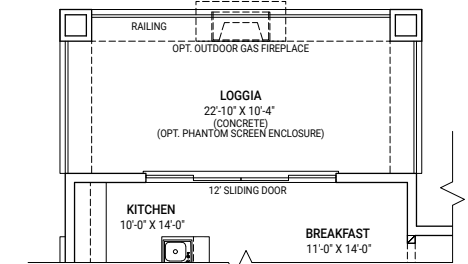 RAILING
OPT. OUTDOOR GAS FIREPLACE
LOGGIA
22'-10" X 10'-4"
(CONCRETE)
(OPT. PHANTOM SCREEN ENCLOSURE)
12' SLIDING DOOR
KITCHEN
10'-0" X 14'-0"
BREAKFAST
11'-0" X 14'-0"